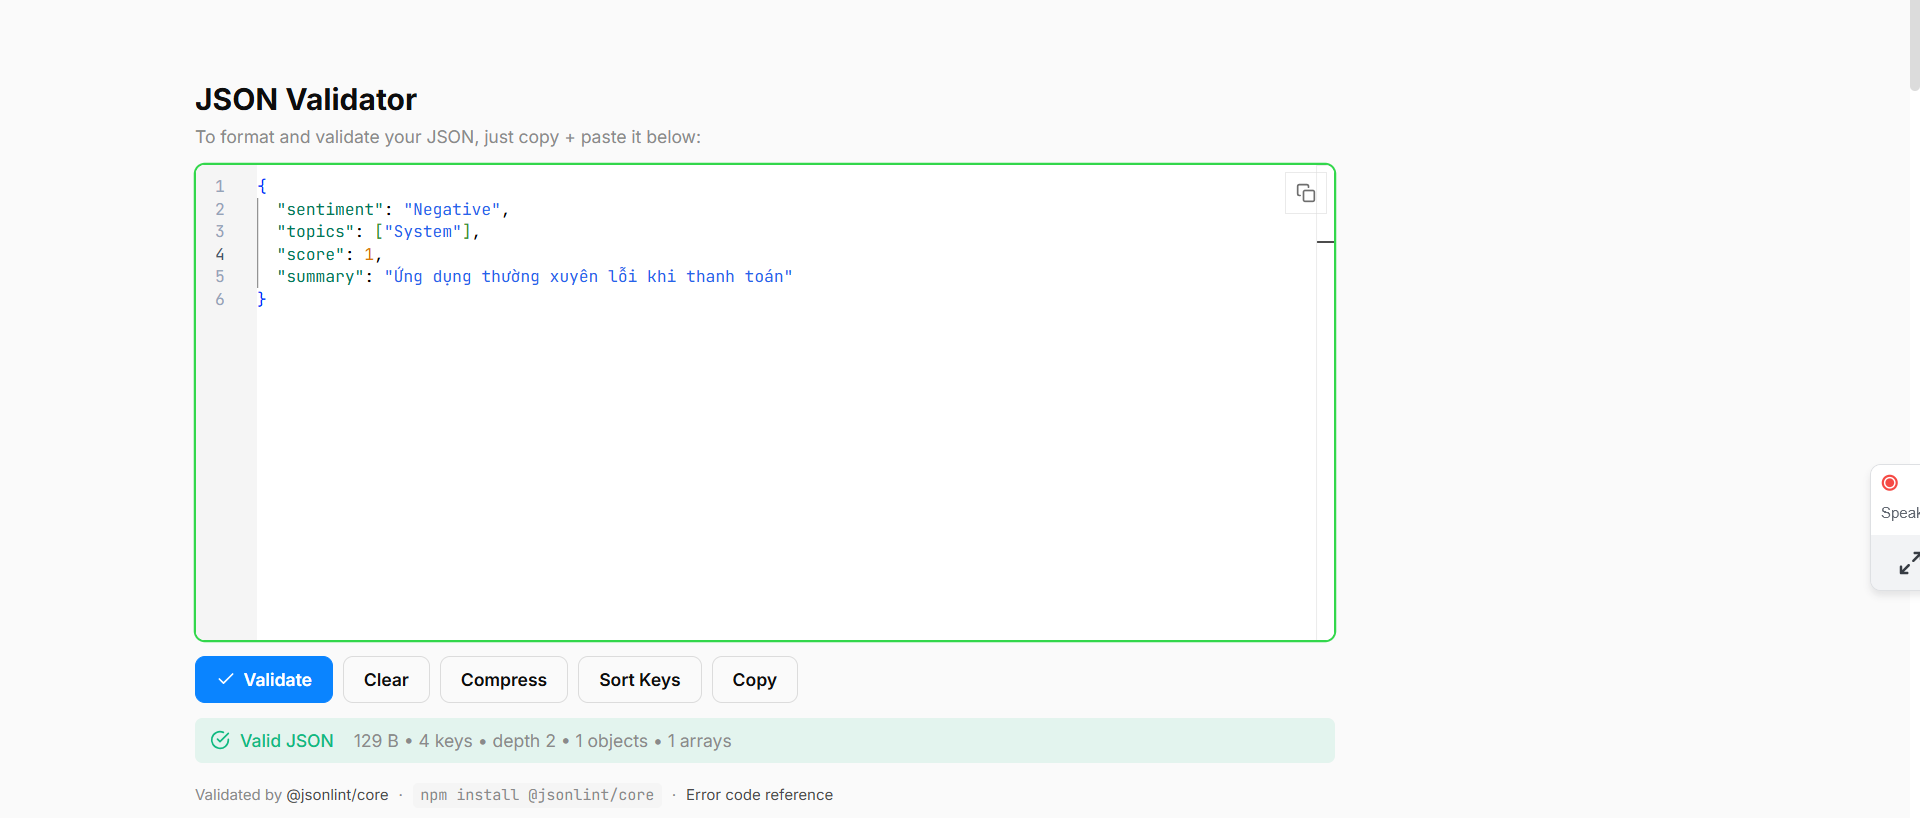 JSON Validator
To format and validate your JSON, just copy + paste it below:
1 {
2 "sentiment": "Negative",
3 "topics": ["System"],
4 "score": 1,
5 "summary": "Ứng dụng thường xuyên lỗi khi thanh toán"
6 }
Speak
Validate Clear Compress Sort Keys Copy
Valid JSON 129 B • 4 keys • depth 2 • 1 objects • 1 arrays
Validated by @jsonlint/core · npm install @jsonlint/core · Error code reference